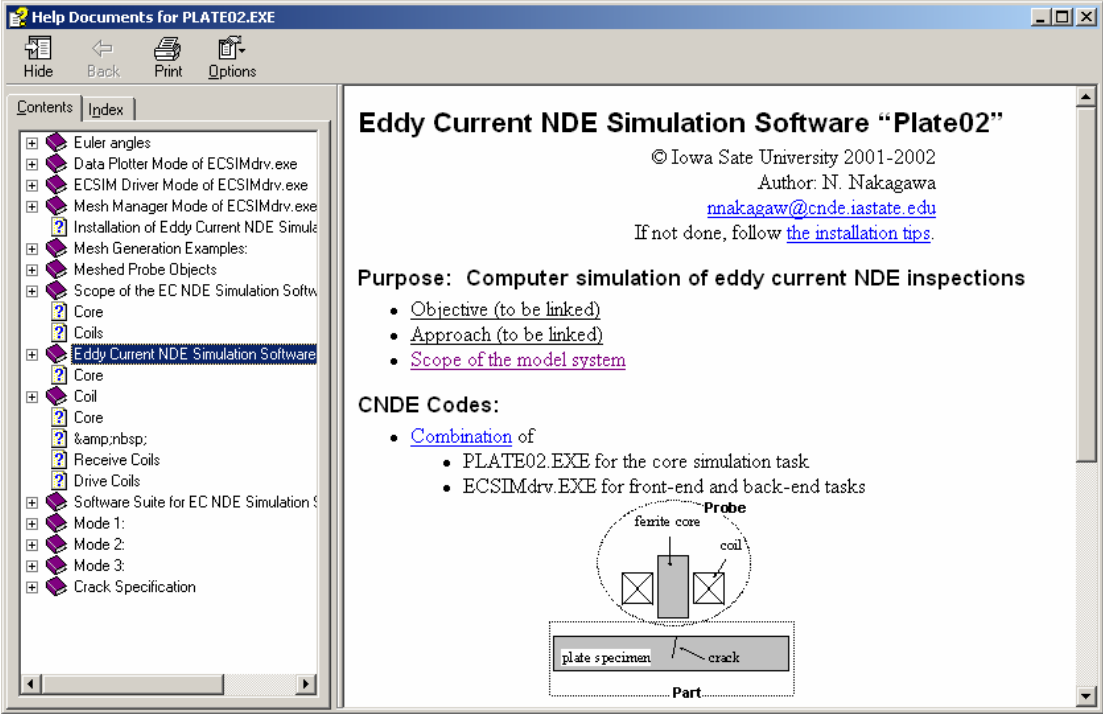 Help Documents for PLATE02.EXE
Hide Back Print Options
Contents Index
Euler angles
Data Plotter Mode of ECSIMdrv.exe
ECSIM Driver Mode of ECSIMdrv.exe
Mesh Manager Mode of ECSIMdrv.exe
Installation of Eddy Current NDE Simula
Mesh Generation Examples:
Meshed Probe Objects
Scope of the EC NDE Simulation Softw
Core
Coils
Eddy Current NDE Simulation Software
Core
Coil
Core
&amp;nbsp;
Receive Coils
Drive Coils
Software Suite for EC NDE Simulation S
Mode 1:
Mode 2:
Mode 3:
Crack Specification
Eddy Current NDE Simulation Software “Plate02”
© Iowa Sate University 2001-2002
Author: N. Nakagawa
nnakagaw@cnde.iastate.edu
If not done, follow the installation tips.
Purpose: Computer simulation of eddy current NDE inspections
• Objective (to be linked)
• Approach (to be linked)
• Scope of the model system
CNDE Codes:
• Combination of
• PLATE02.EXE for the core simulation task
• ECSIMdrv.EXE for front-end and back-end tasks
Probe
ferrite core
coil
plate specimen
crack
Part